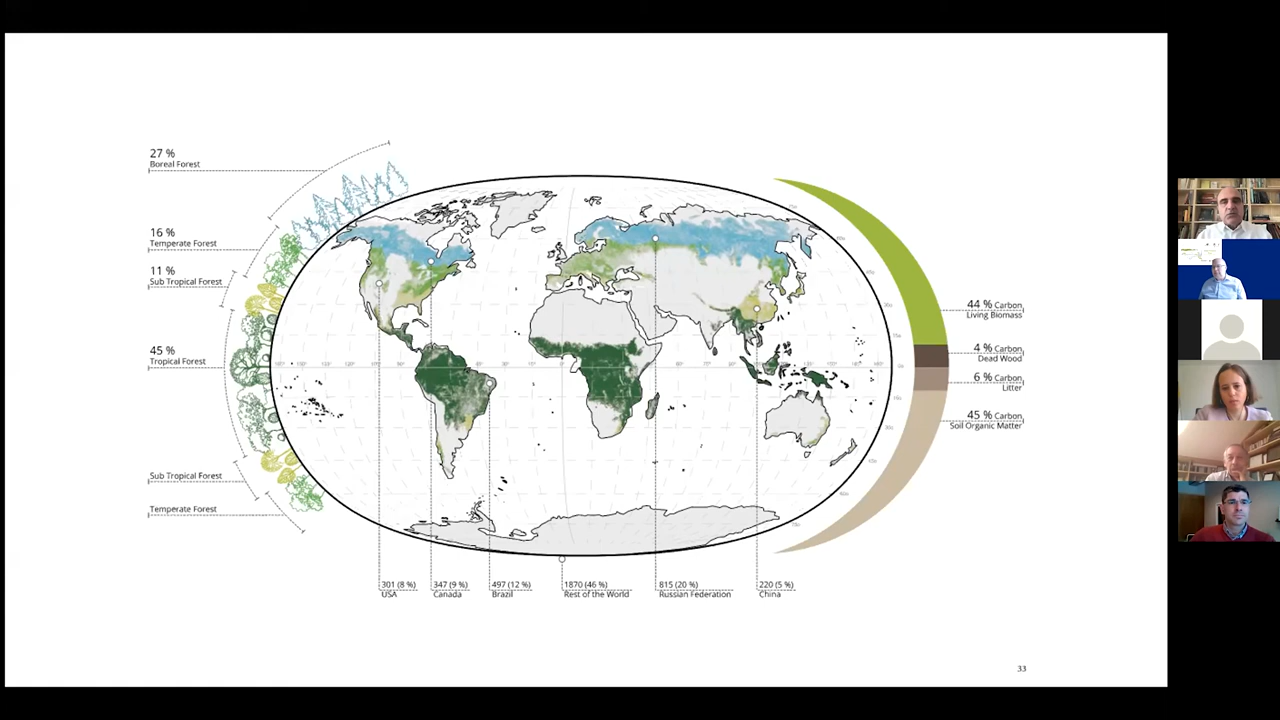 27 %
Boreal Forest
16 %
Temperate Forest
11 %
Sub Tropical Forest
45 %
Tropical Forest
Sub Tropical Forest
Temperate Forest
44 % Carbon
Living Biomass
4 % Carbon
Dead Wood
6 % Carbon
Litter
45 % Carbon
Soil Organic Matter
301 (8 %)
USA
347 (9 %)
Canada
497 (12 %)
Brazil
1870 (46 %)
Rest of the World
815 (20 %)
Russian Federation
220 (5 %)
China
33